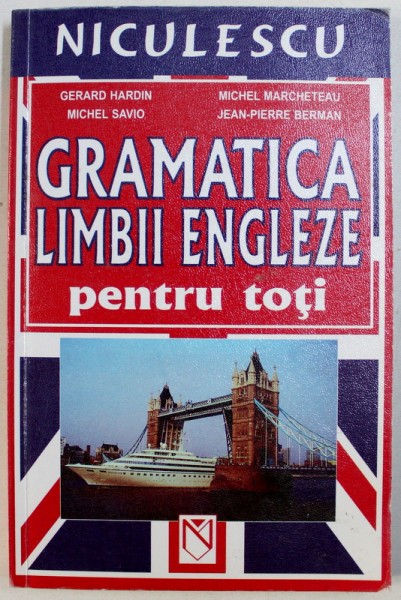 NICULESCU
GERARD HARDIN MICHEL MARCHETEAU
MICHEL SAVIO JEAN-PIERRE BERMAN
GRAMATICA
LIMBII ENGLEZE
pentru toţi